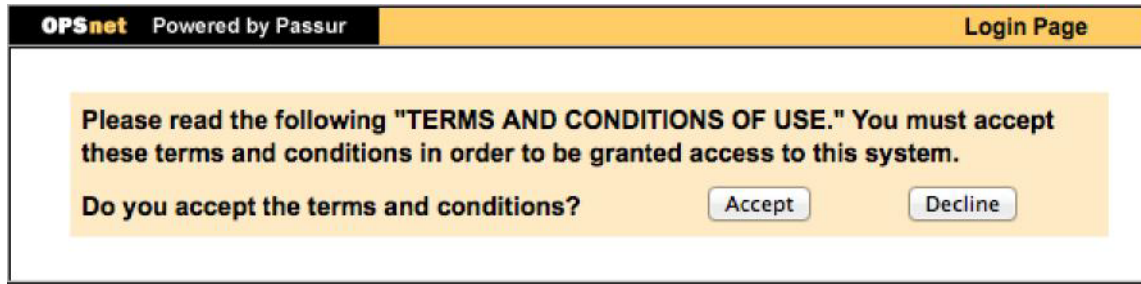 OPSnet Powered by Passur Login Page
Please read the following "TERMS AND CONDITIONS OF USE." You must accept
these terms and conditions in order to be granted access to this system.
Do you accept the terms and conditions? Accept Decline